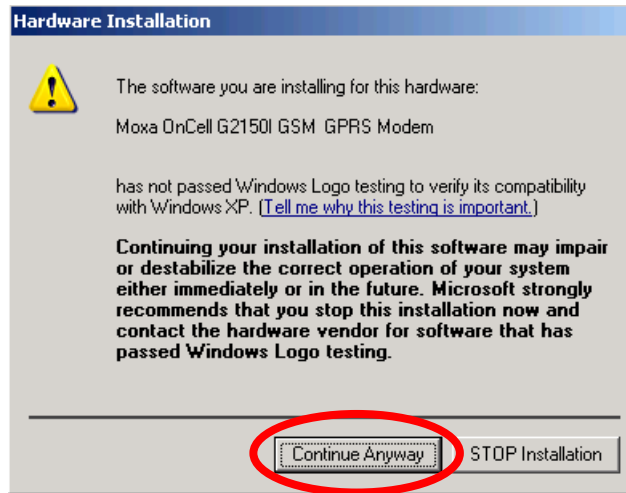 Hardware Installation
The software you are installing for this hardware:
Moxa OnCell G2150I GSM GPRS Modem
has not passed Windows Logo testing to verify its compatibility
with Windows XP. (Tell me why this testing is important.)
Continuing your installation of this software may impair
or destabilize the correct operation of your system
either immediately or in the future. Microsoft strongly
recommends that you stop this installation now and
contact the hardware vendor for software that has
passed Windows Logo testing.
Continue Anyway
STOP Installation